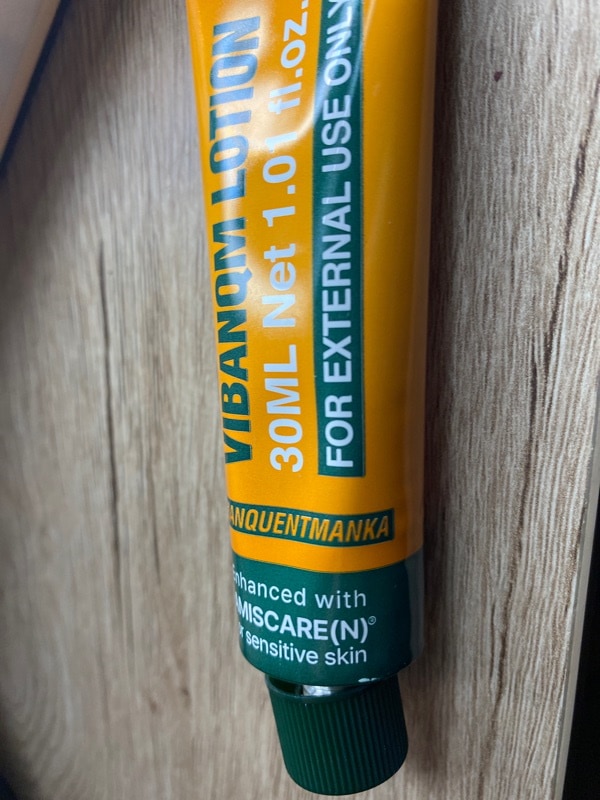 VIBANQM LOTION
30ML Net 1.01 fl.oz.
FOR EXTERNAL USE ONLY
ANQUENTMANKA
nhanced with
MISCARE(N)®
sensitive skin